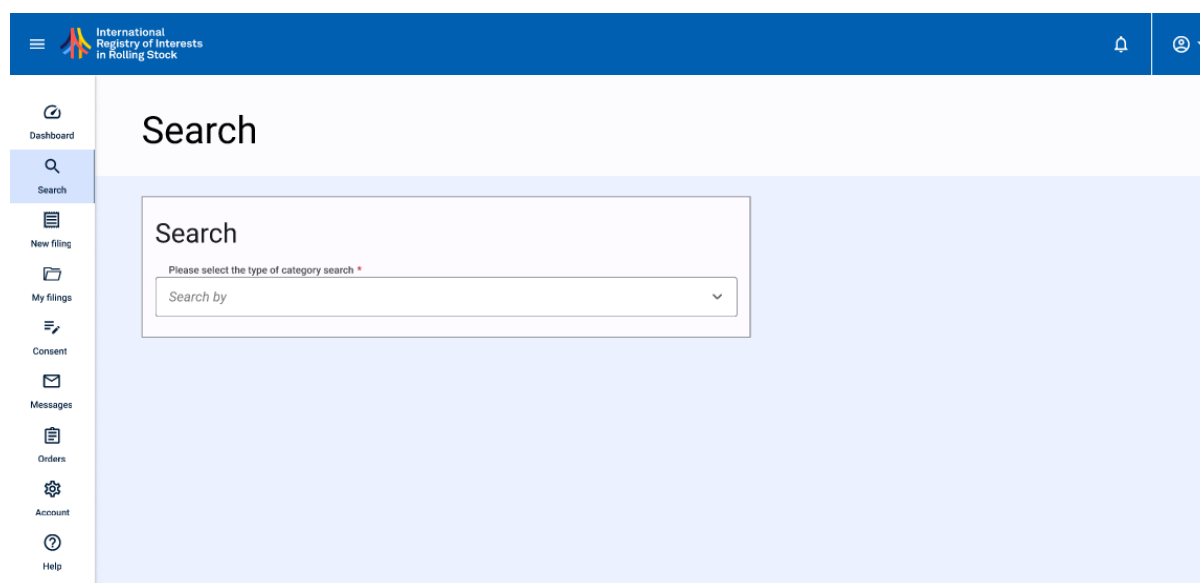 International
Registry of Interests
in Rolling Stock
Dashboard
Search
New filing
My filings
Consent
Messages
Orders
Account
Help
Search
Search
Please select the type of category search *
Search by